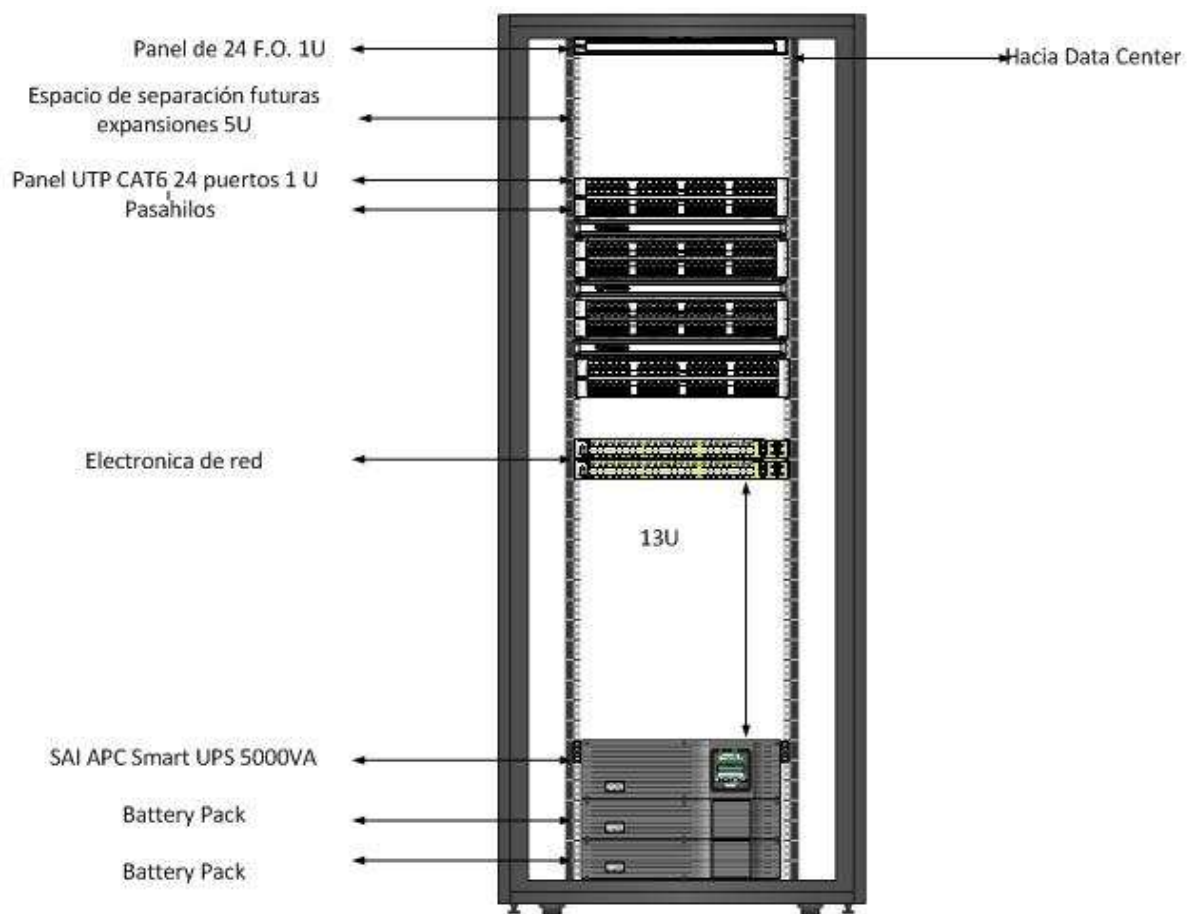 Panel de 24 F.O. 1U
Hacia Data Center
Espacio de separación futuras
expansiones 5U
Panel UTP CAT6 24 puertos 1 U
Pasahilos
Electronica de red
13U
SAI APC Smart UPS 5000VA
Battery Pack
Battery Pack